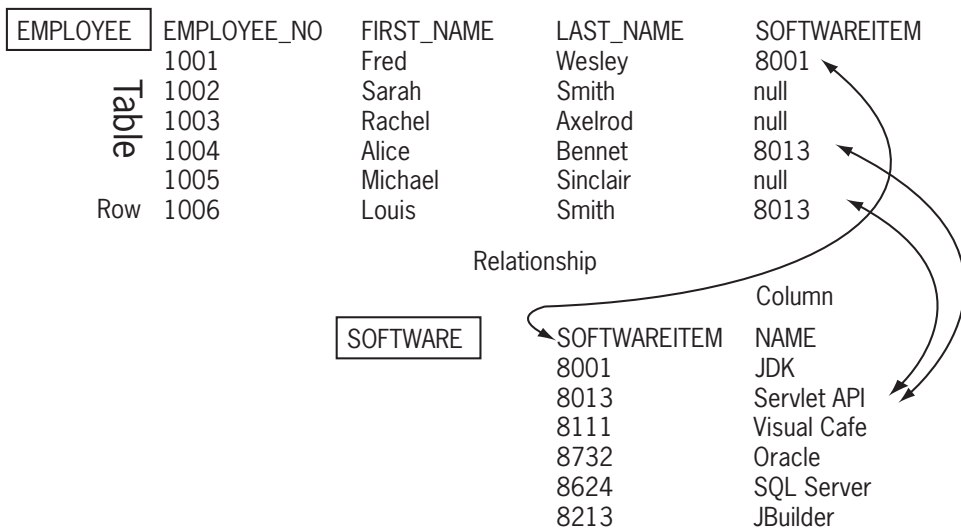 EMPLOYEE EMPLOYEE_NO FIRST_NAME LAST_NAME SOFTWAREITEM
1001 Fred Wesley 8001
1002 Sarah Smith null
Table
1003 Rachel Axelrod null
1004 Alice Bennet 8013
1005 Michael Sinclair null
Row 1006 Louis Smith 8013
Relationship
Column
SOFTWARE SOFTWAREITEM NAME
8001 JDK
8013 Servlet API
8111 Visual Cafe
8732 Oracle
8624 SQL Server
8213 JBuilder